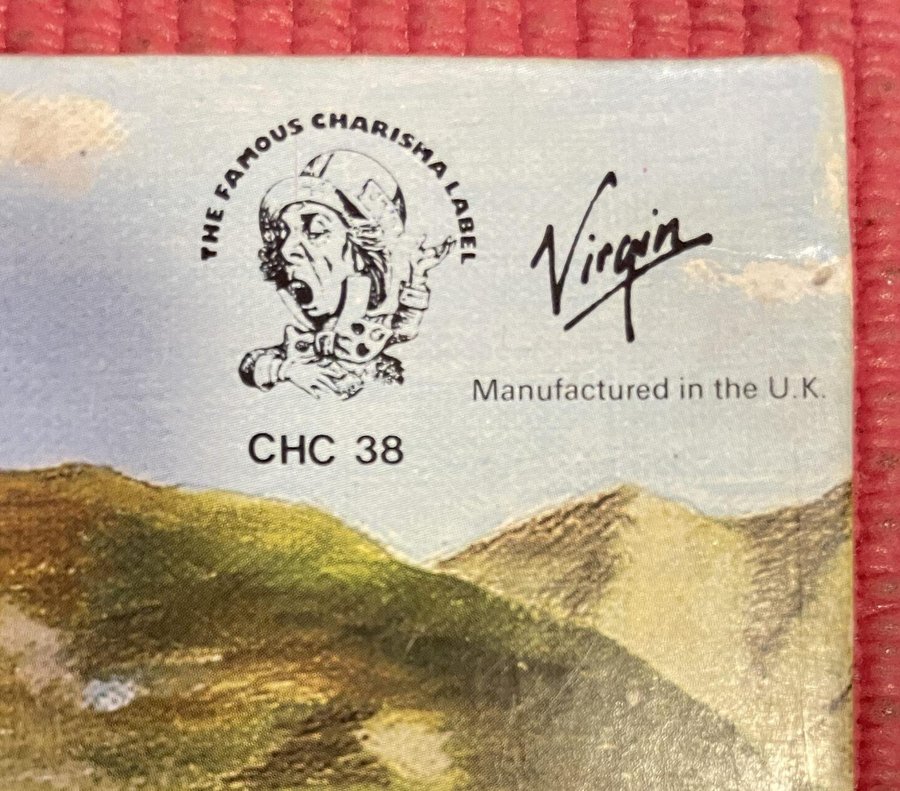 THE FAMOUS CHARISMA LABEL
Virgin
Manufactured in the U.K.
CHC 38